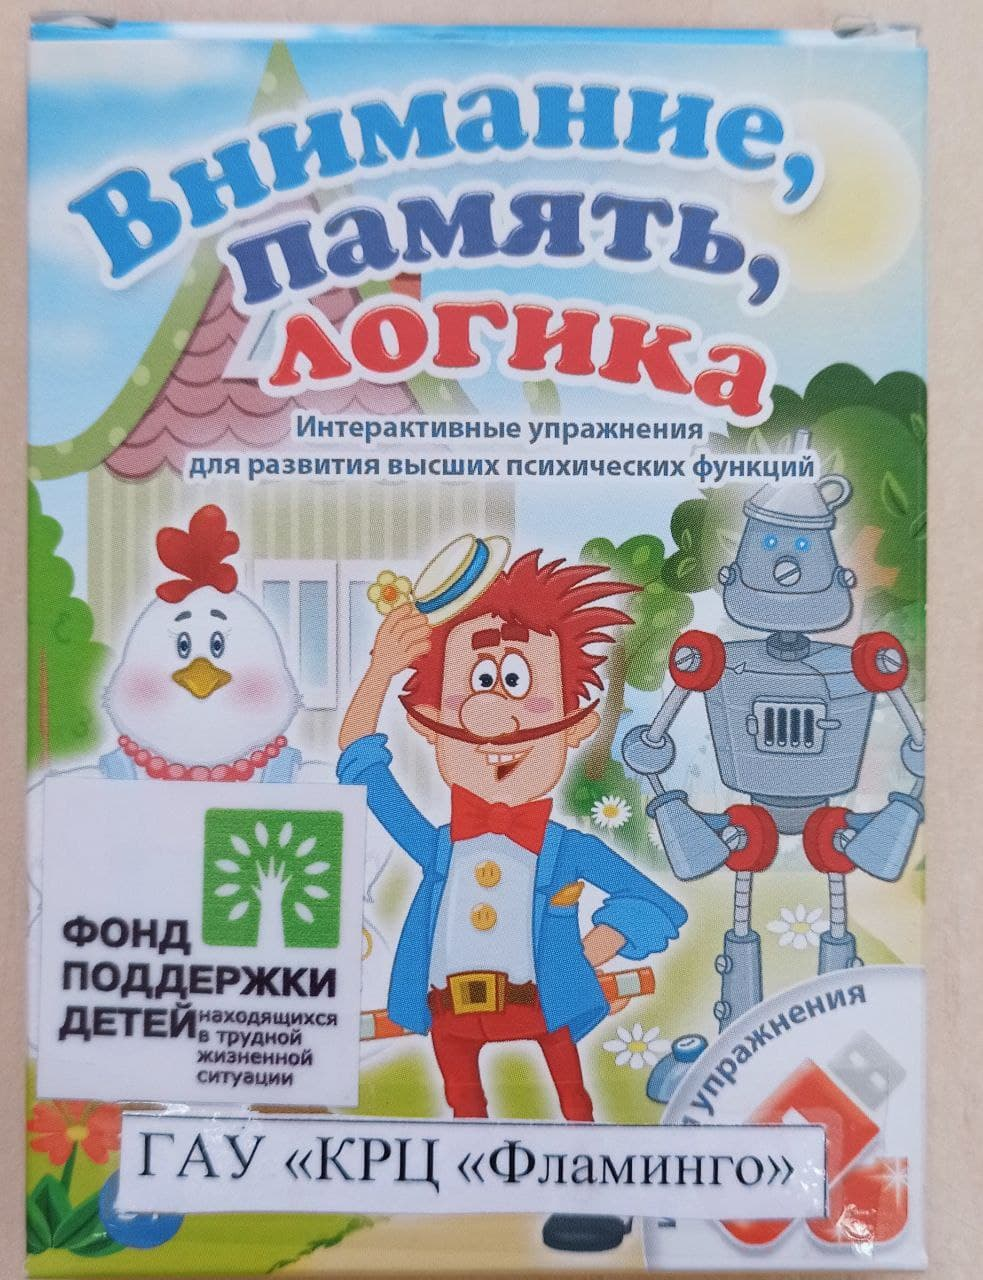 Внимание,
память,
логика
Интерактивные упражнения
для развития высших психических функций
ФОНД
ПОДДЕРЖКИ
ДЕТЕЙ
находящихся
в трудной
жизненной
ситуации
упражнения
ГАУ «КРЦ «Фламинго»